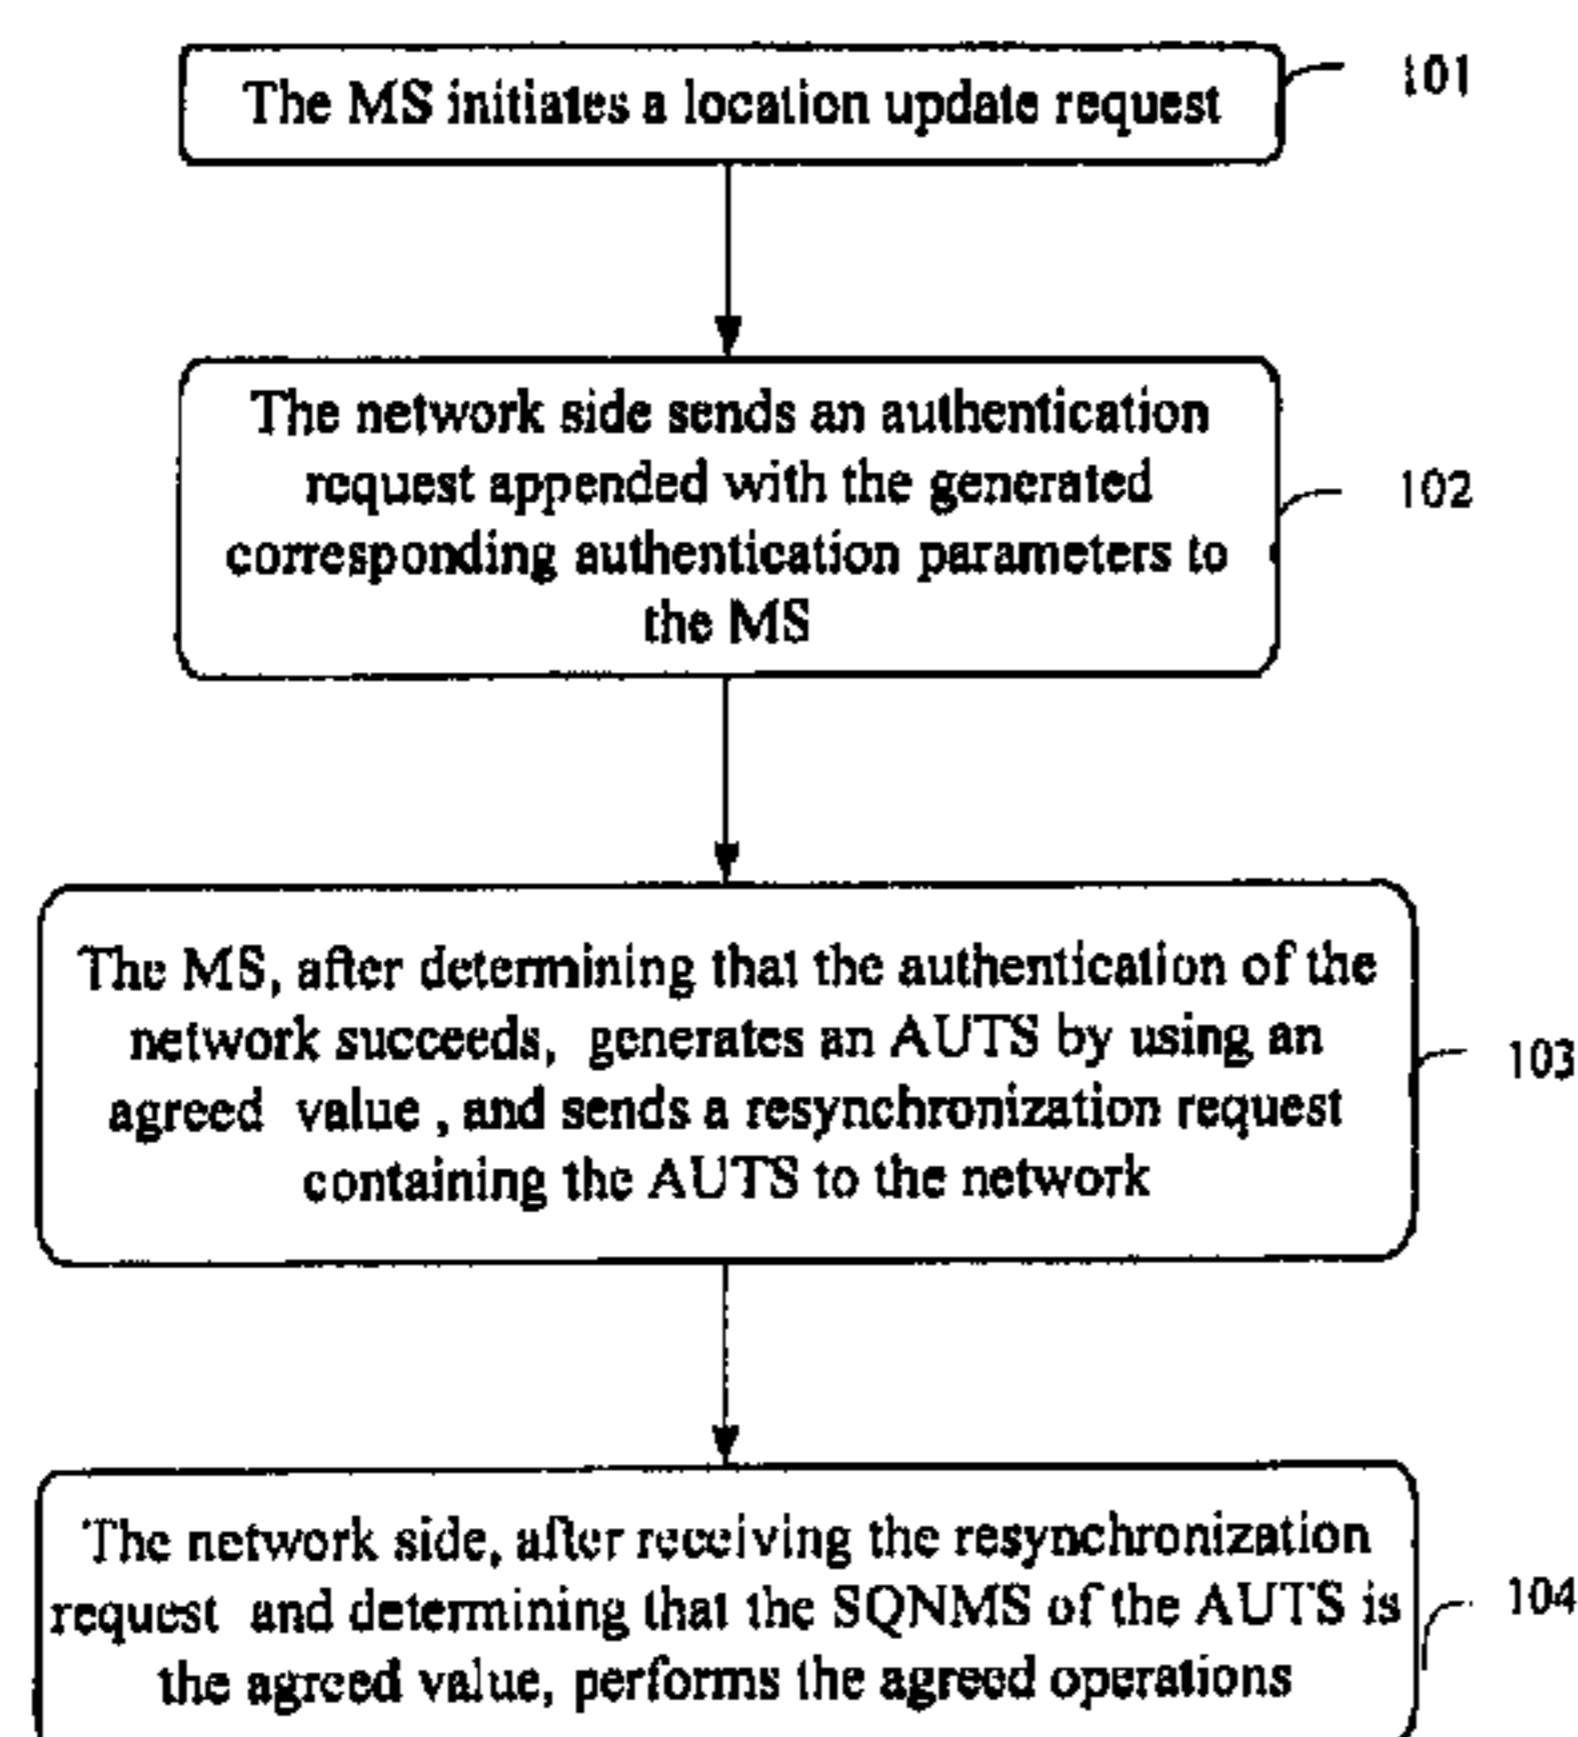 The MS initiates a location update request
101
The network side sends an authentication
request appended with the generated
corresponding authentication parameters to
the MS
102
The MS, after determining that the authentication of the
network succeeds, generates an AUTS by using an
agreed value , and sends a resynchronization request
containing the AUTS to the network
103
The network side, after receiving the resynchronization
request and determining that the SQNMS of the AUTS is
the agreed value, performs the agreed operations
104